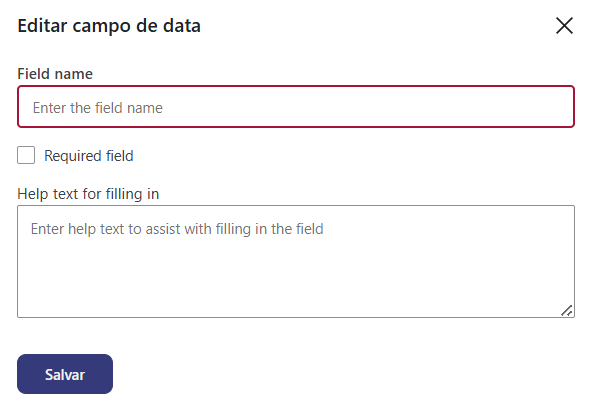 Editar campo de data
Field name
Enter the field name
Required field
Help text for filling in
Enter help text to assist with filling in the field
Salvar